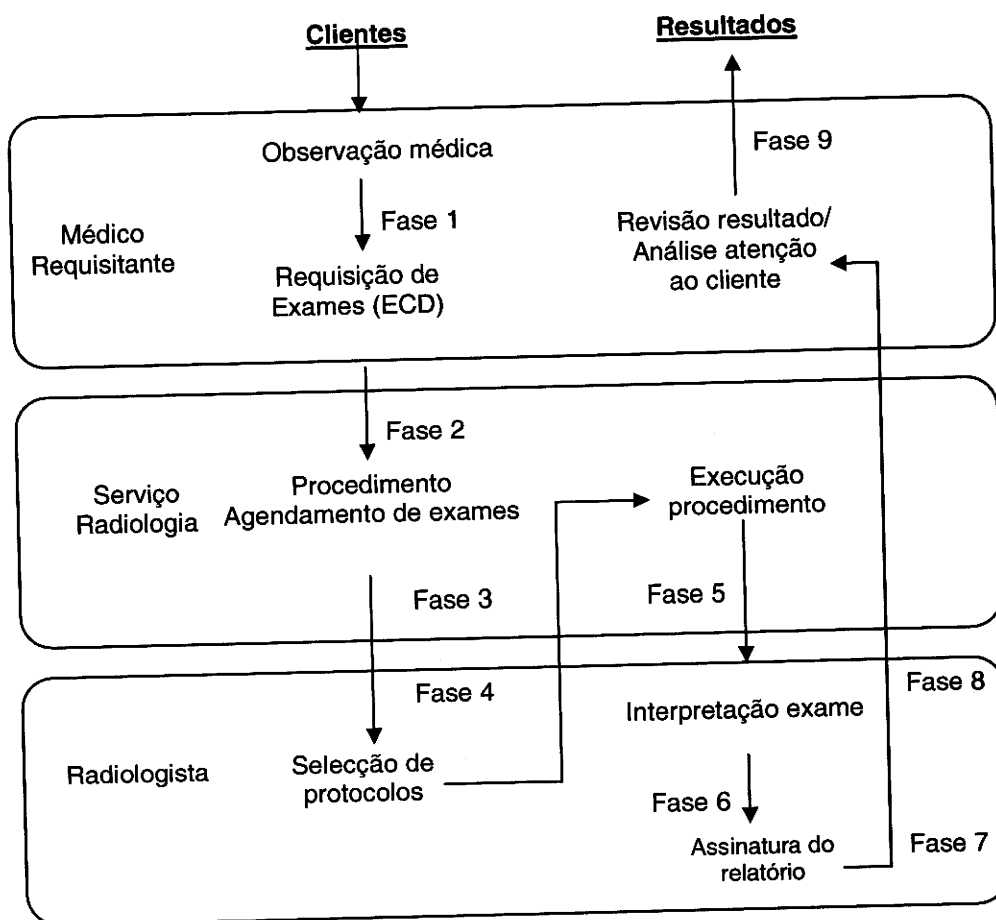 Clientes
Resultados
Observação médica
Fase 9
Fase 1
Médico
Requisitante
Revisão resultado/
Análise atenção
ao cliente
Requisição de
Exames (ECD)
Fase 2
Serviço
Radiologia
Procedimento
Agendamento de exames
Execução
procedimento
Fase 3
Fase 5
Fase 4
Fase 8
Interpretação exame
Radiologista
Selecção de
protocolos
Fase 6
Assinatura do
relatório
Fase 7